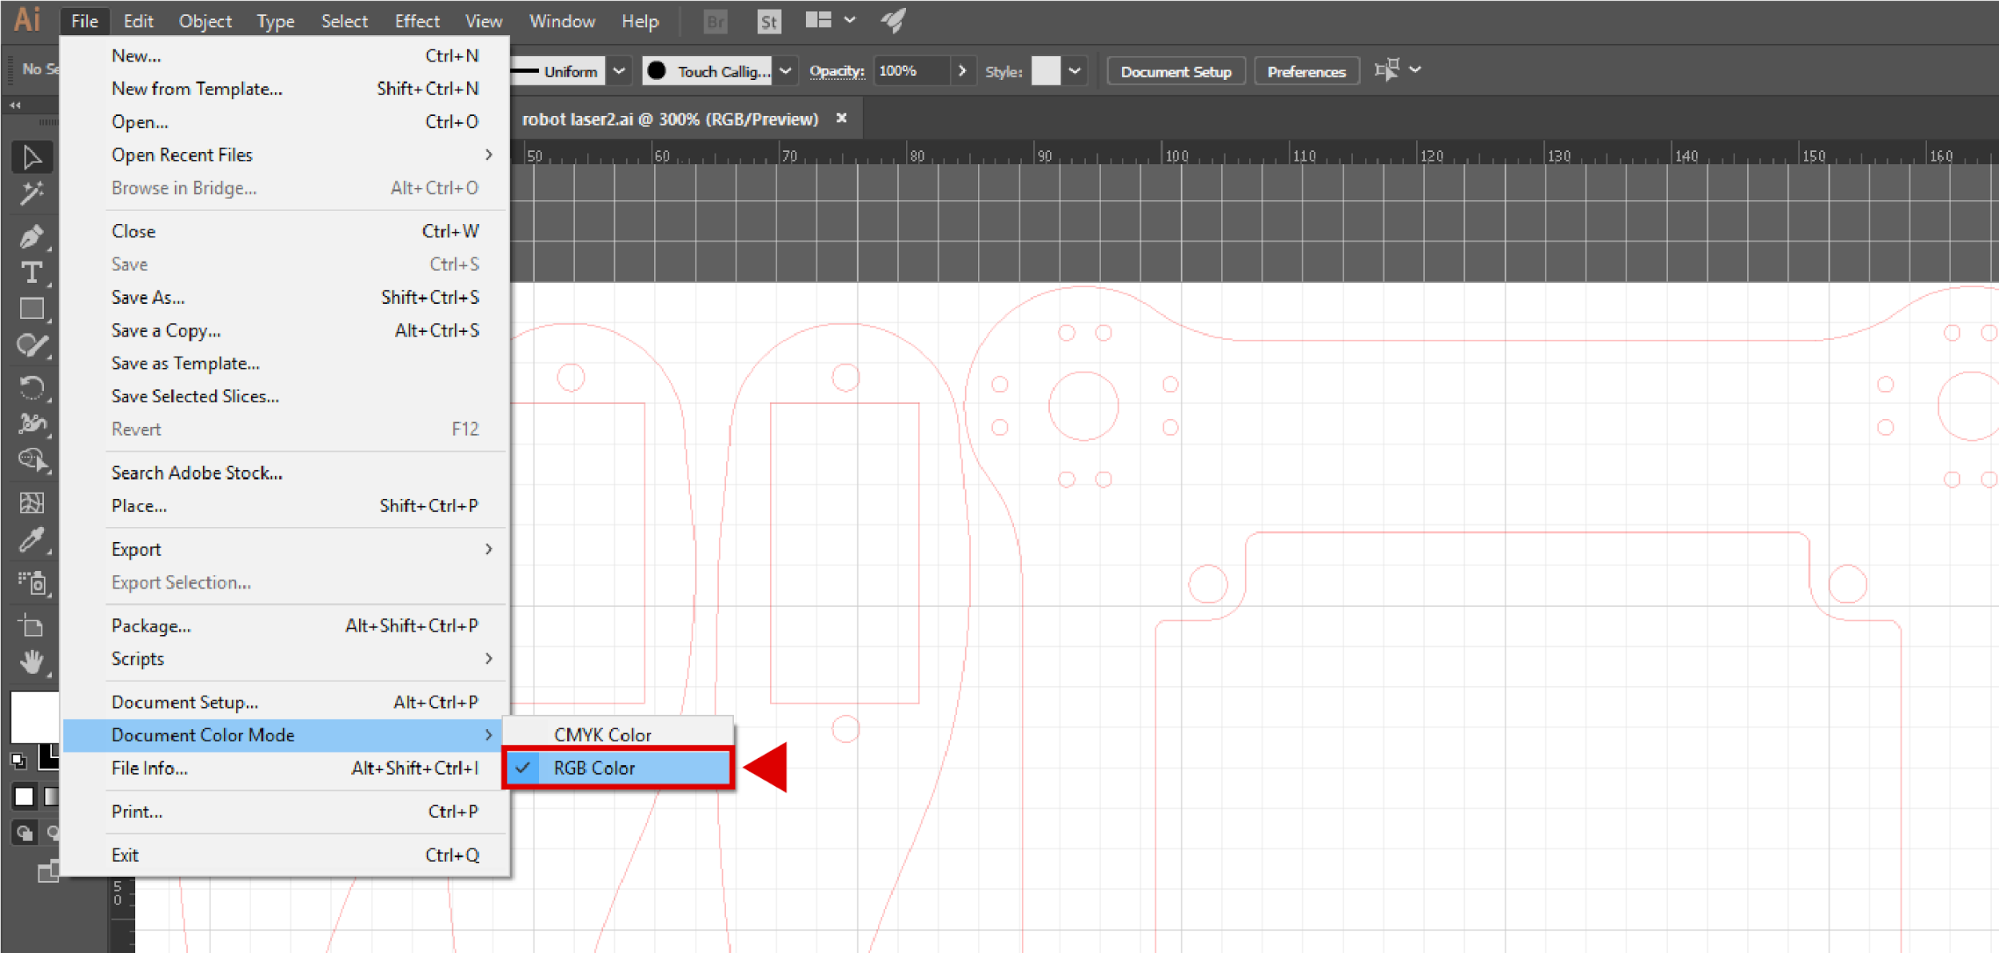 Ai File Edit Object Type Select Effect View Window Help Br St
No Se Uniform Touch Callig... Opacity: 100% Style: Document Setup Preferences
robot laser2.ai @ 300% (RGB/Preview) ×
50 60 70 80 90 100 110 120 130 140 150 160
New... Ctrl+N
New from Template... Shift+Ctrl+N
Open... Ctrl+O
Open Recent Files
Browse in Bridge... Alt+Ctrl+O
Close Ctrl+W
Save Ctrl+S
Save As... Shift+Ctrl+S
Save a Copy... Alt+Ctrl+S
Save as Template...
Save Selected Slices...
Revert F12
Search Adobe Stock...
Place... Shift+Ctrl+P
Export
Export Selection...
Package... Alt+Shift+Ctrl+P
Scripts
Document Setup... Alt+Ctrl+P
Document Color Mode
CMYK Color
RGB Color
File Info... Alt+Shift+Ctrl+I
Print... Ctrl+P
Exit Ctrl+Q
50